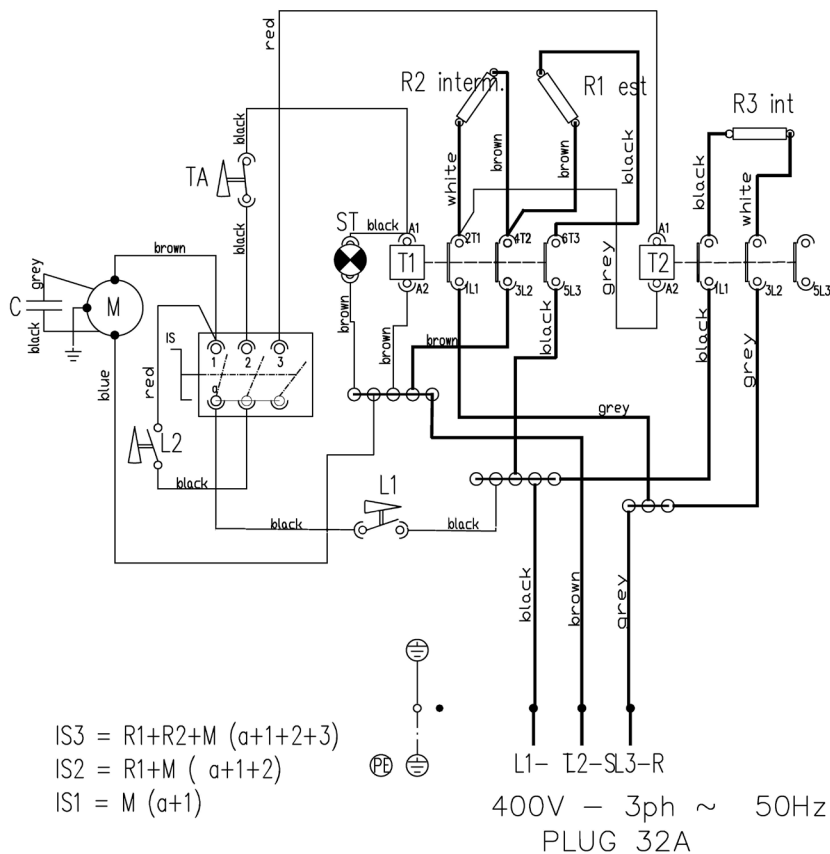 red
R2 interm.
R1 est
R3 int
black
TA
white
brown
brown
black
black
white
ST
black
A1
2T1
4T2
6T3
A1
T1
T2
grey
A2
1L1
3L2
5L3
A2
1L1
3L2
5L3
brown
black
grey
C
M
black
IS
1
2
3
a
brown
brown
brown
black
black
grey
blue
red
L2
black
grey
L1
black
black
black
brown
grey
PE
IS3 = R1+R2+M (a+1+2+3)
IS2 = R1+M ( a+1+2)
IS1 = M (a+1)
L1- T
L2-S
L3-R
400V - 3ph ~ 50Hz
PLUG 32A